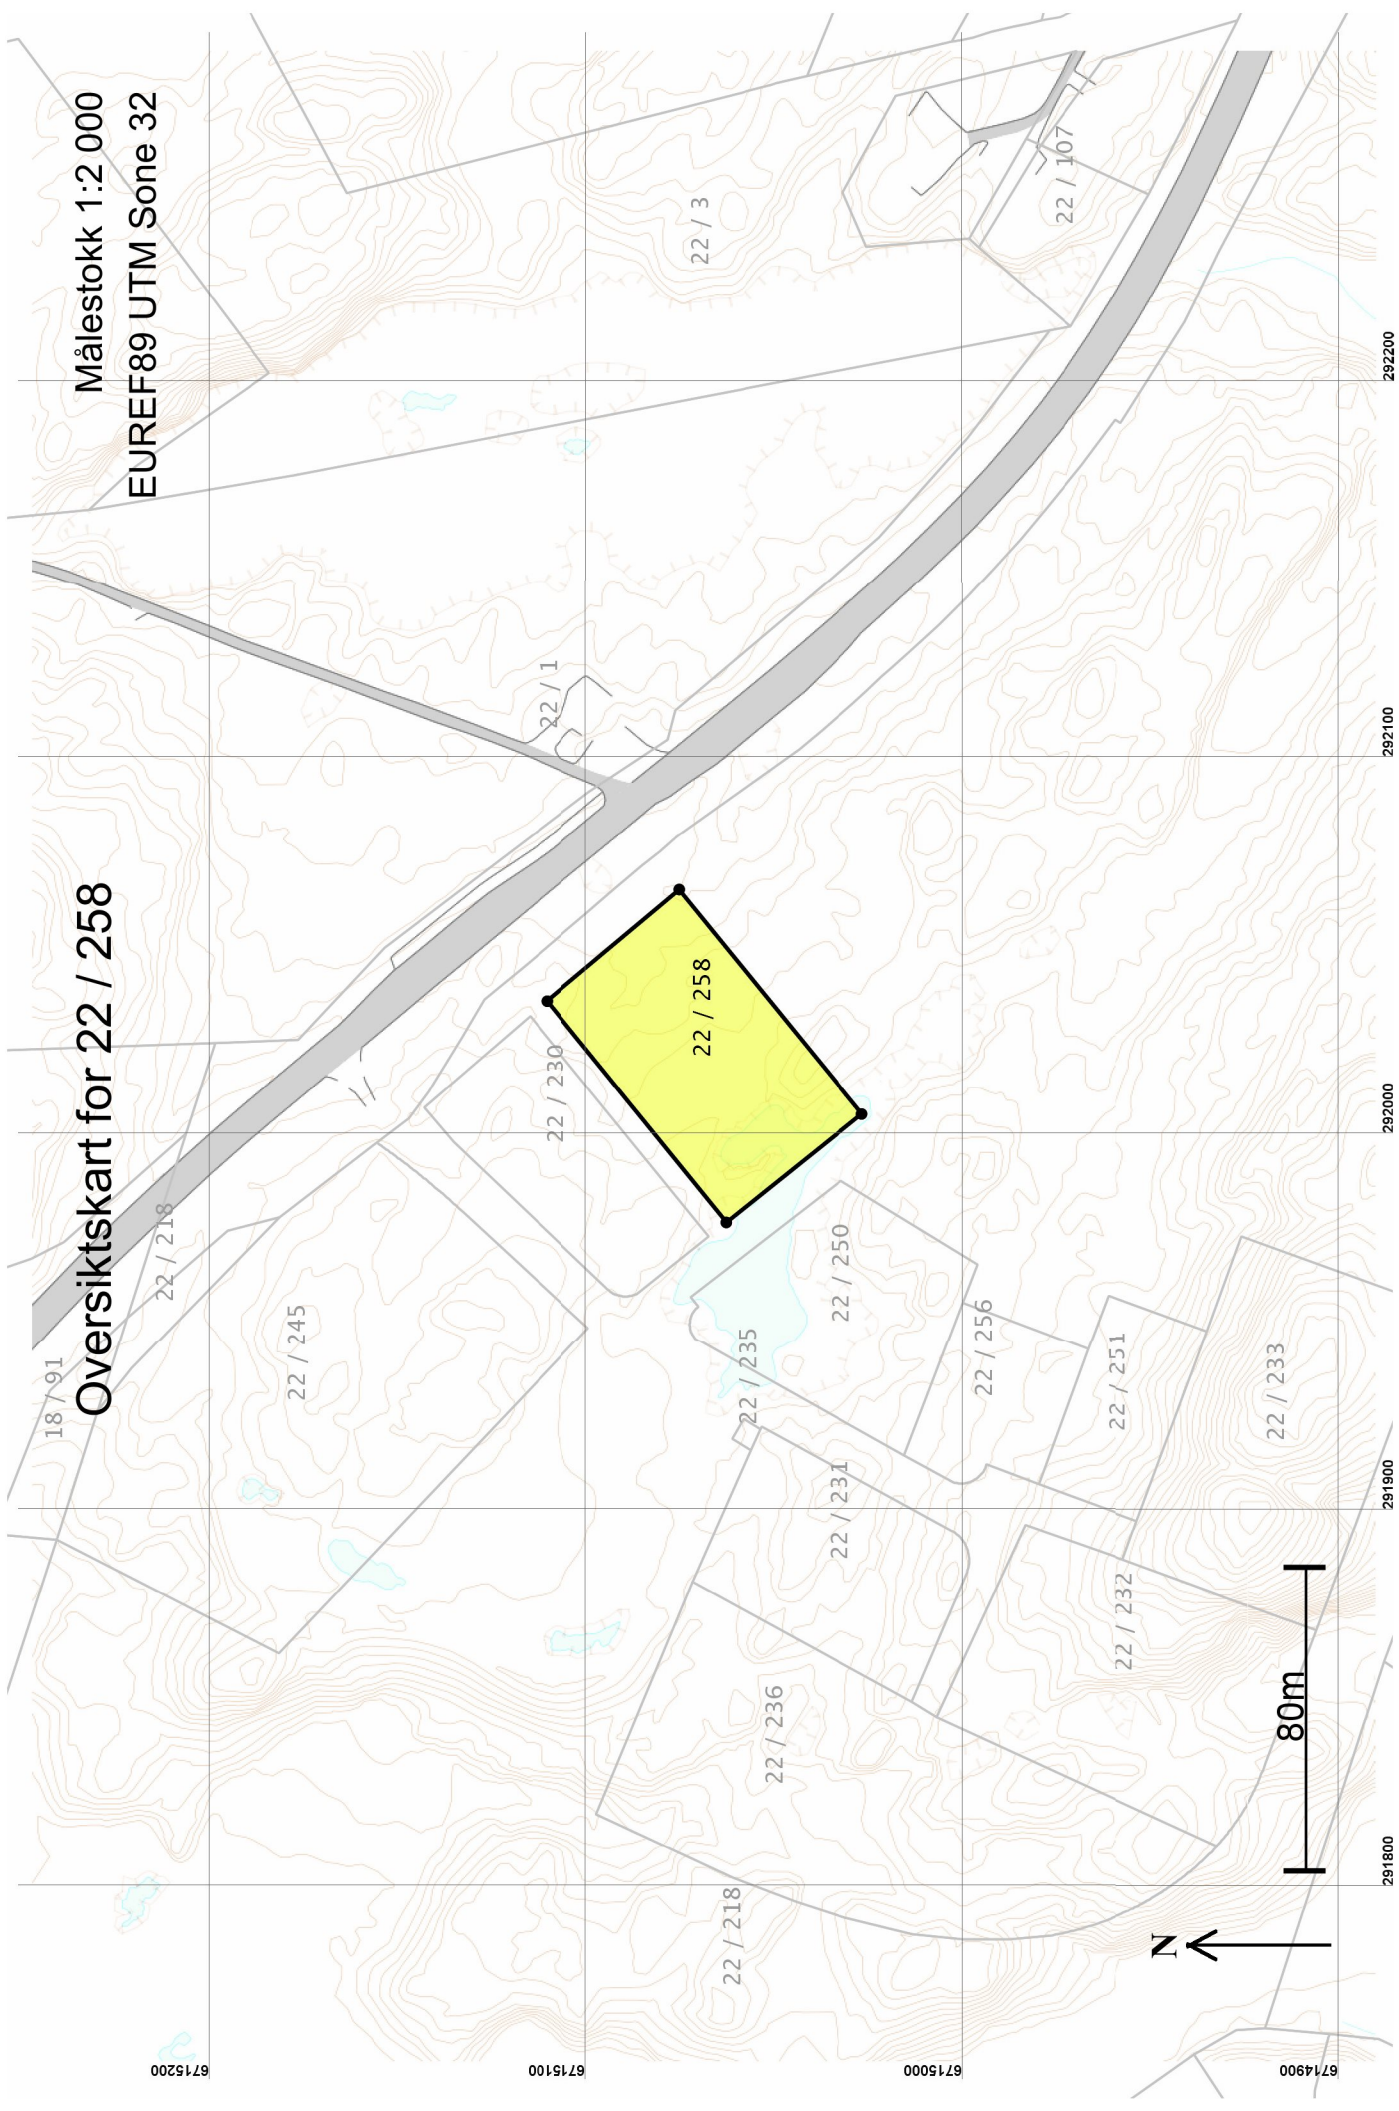 Oversiktskart for 22 / 258
Målestokk 1:2 000
EUREF89 UTM Sone 32
18 / 91
22 / 218
22 / 245
22 / 1
22 / 3
22 / 107
22 / 230
22 / 258
22 / 235
22 / 250
22 / 256
22 / 251
22 / 233
22 / 231
22 / 232
22 / 236
22 / 218
80m
N
6715200
6715100
6715000
6714900
291800
291900
292000
292100
292200